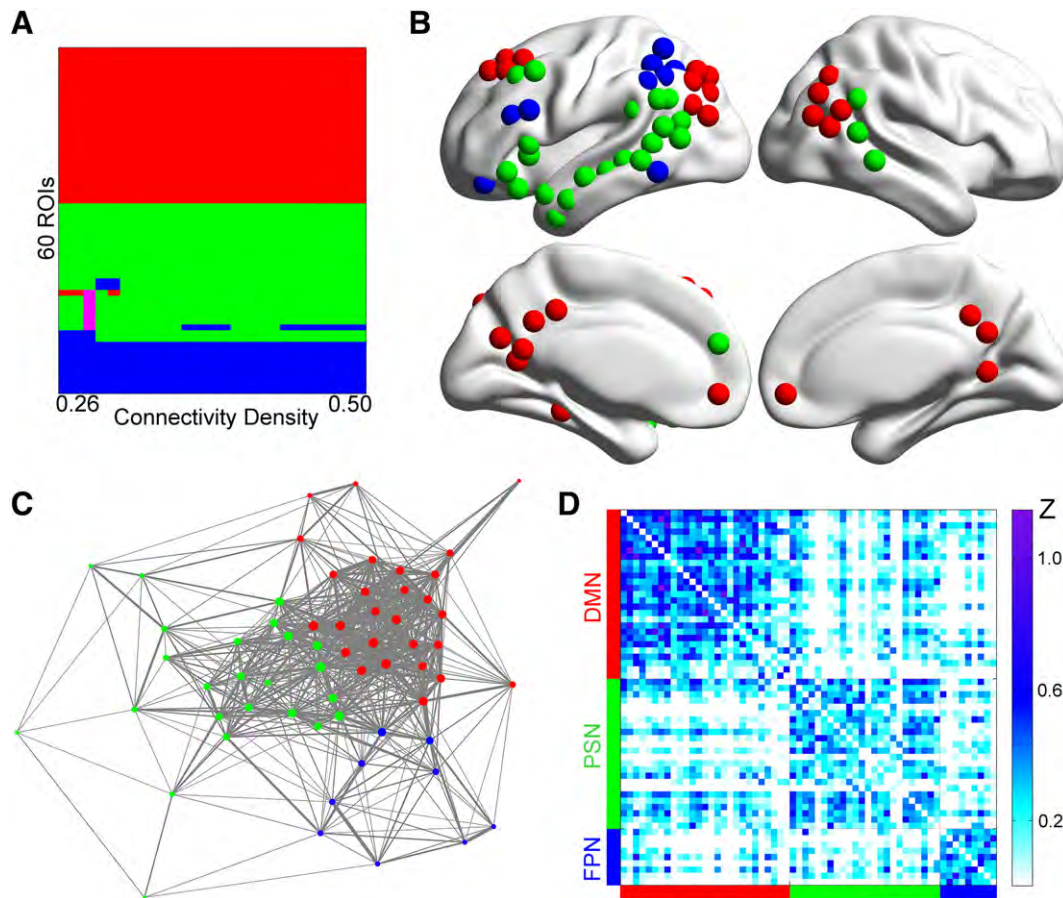 A
60 ROIs
0.26
0.50
Connectivity Density
B
C
D
DMN
PSN
FPN
Z
1.0
0.6
0.2